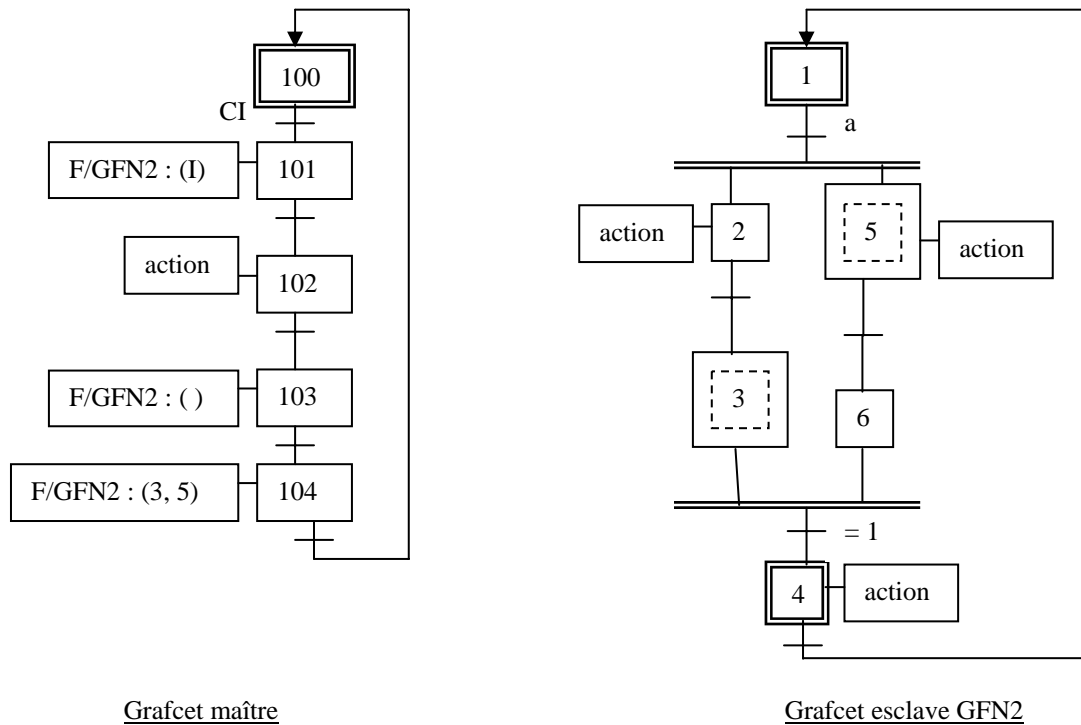 100
CI
F/GFN2 : (I)
101
action
102
F/GFN2 : ( )
103
F/GFN2 : (3, 5)
104
Grafcet maître
1
a
action
2
5
action
3
6
= 1
4
action
Grafcet esclave GFN2